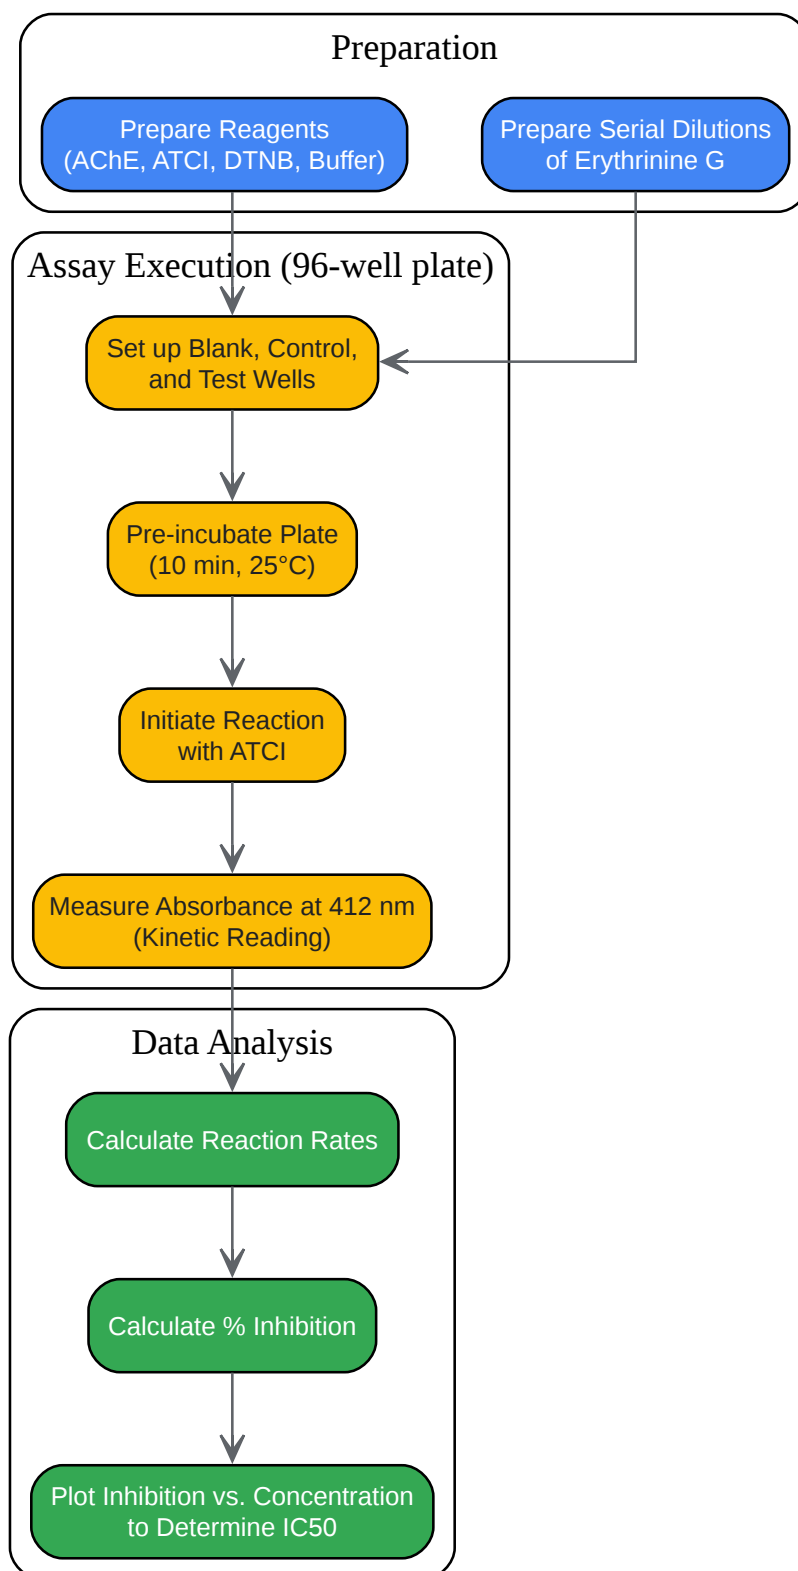 Preparation
Prepare Reagents
(AChE, ATCI, DTNB, Buffer)
Prepare Serial Dilutions
of Erythrinine G
Assay Execution (96-well plate)
Set up Blank, Control,
and Test Wells
Pre-incubate Plate
(10 min, 25°C)
Initiate Reaction
with ATCI
Measure Absorbance at 412 nm
(Kinetic Reading)
Data Analysis
Calculate Reaction Rates
Calculate % Inhibition
Plot Inhibition vs. Concentration
to Determine IC50